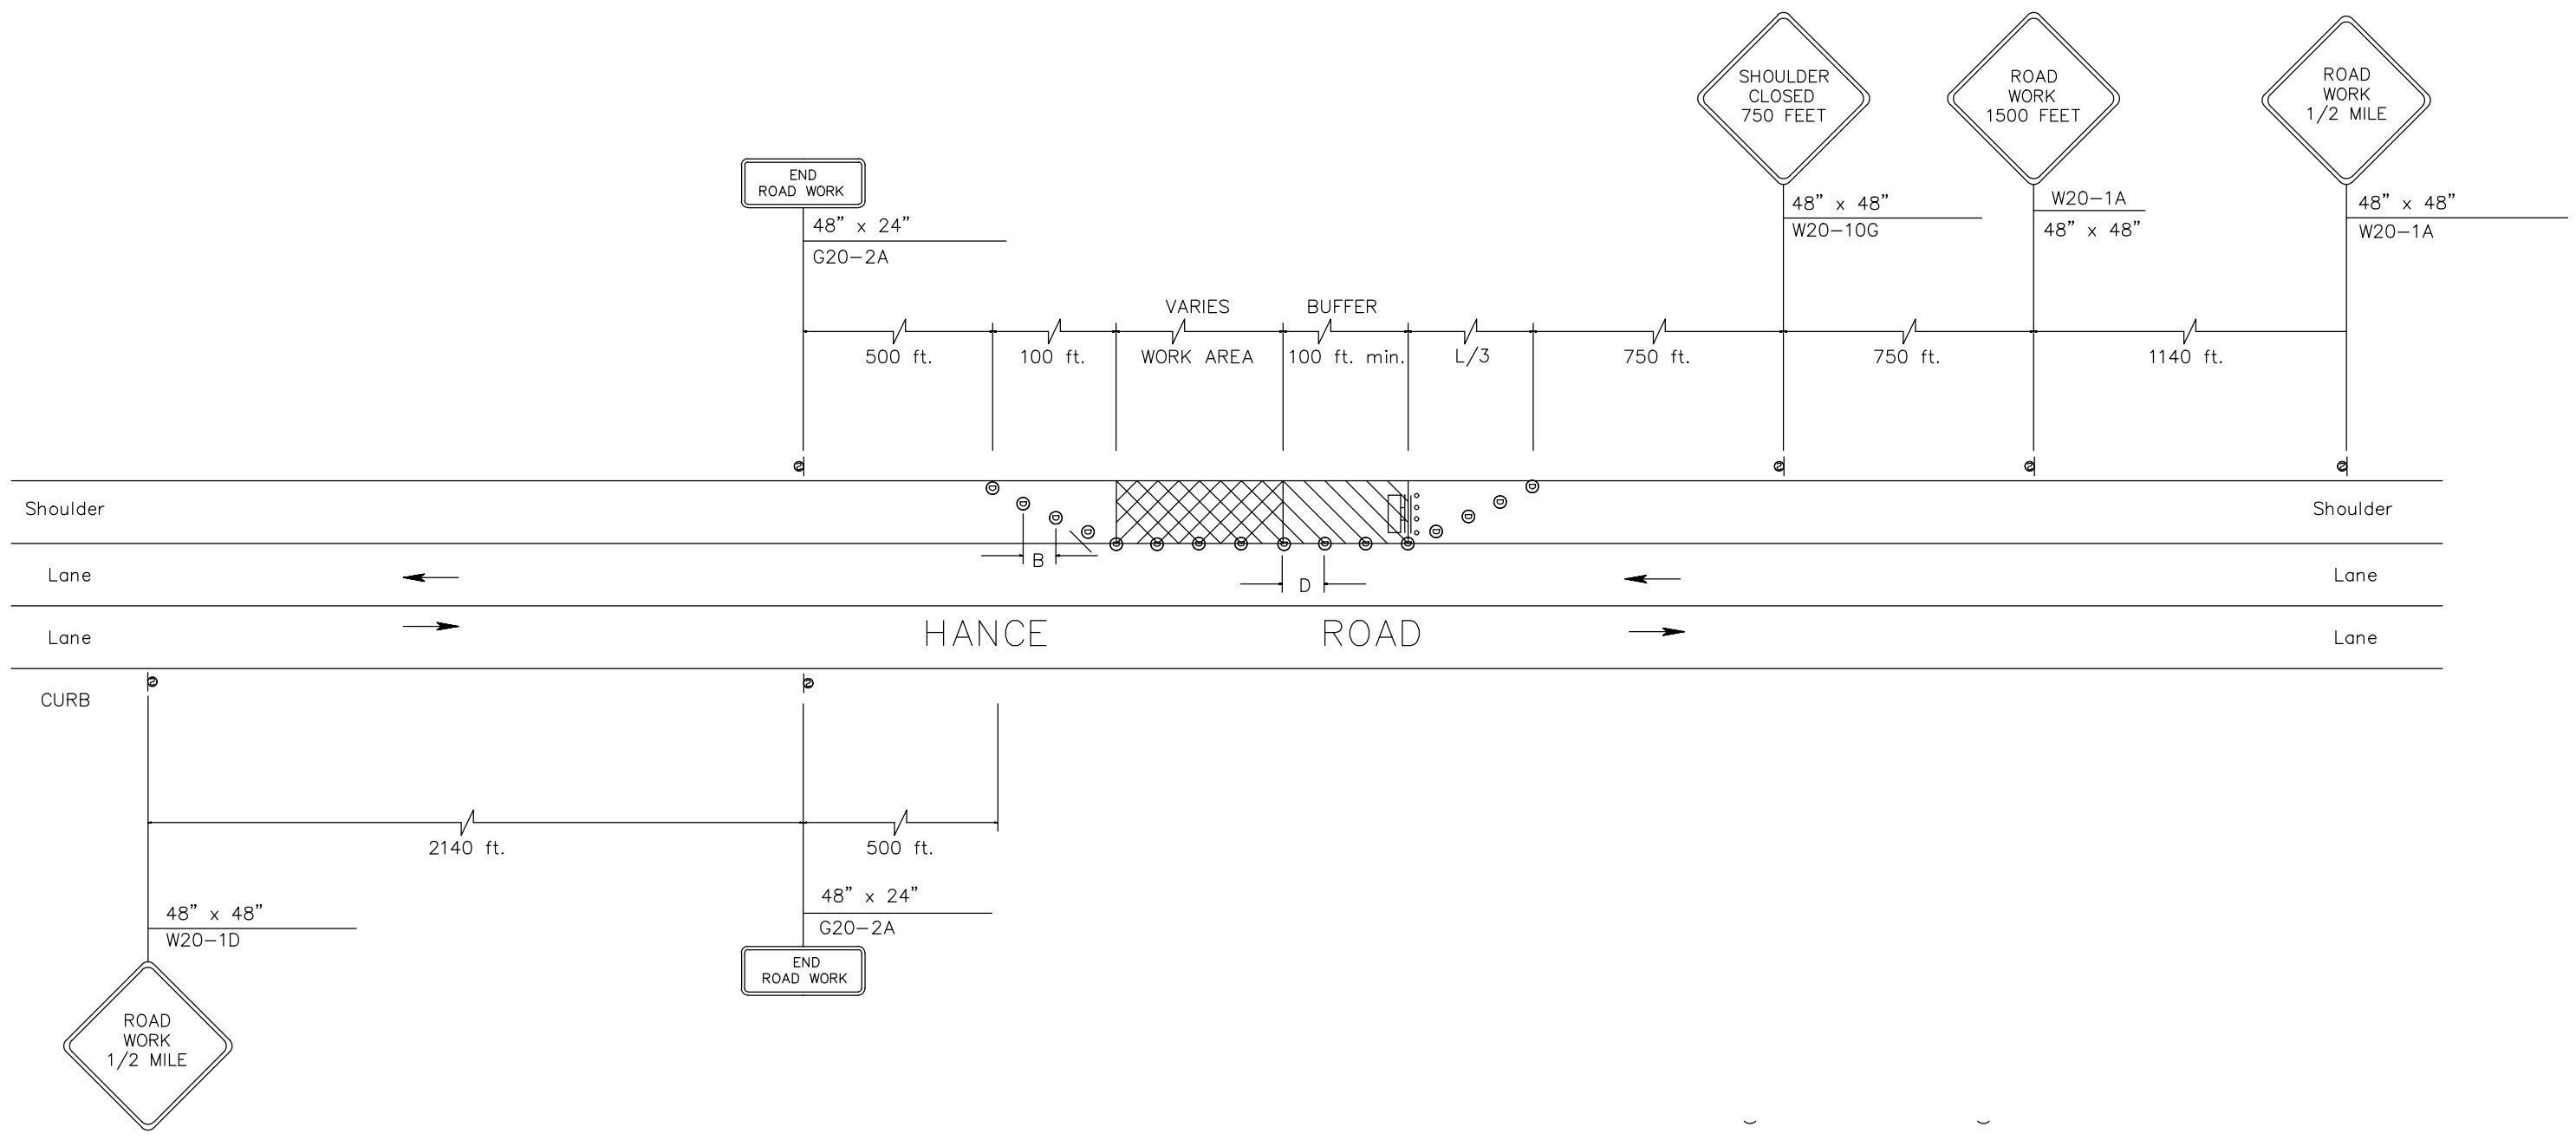 SHOULDER
CLOSED
750 FEET
ROAD
WORK
1500 FEET
ROAD
WORK
1/2 MILE
END
ROAD WORK
48” x 24”
G20-2A
48” x 48”
W20-10G
W20-1A
48” x 48”
48” x 48”
W20-1A
VARIES
BUFFER
500 ft.
100 ft.
WORK AREA
100 ft. min.
L/3
750 ft.
750 ft.
1140 ft.
Shoulder
Shoulder
B
D
Lane
Lane
Lane
HANCE ROAD
Lane
CURB
2140 ft.
500 ft.
48” x 48”
W20-1D
48” x 24”
G20-2A
END
ROAD WORK
ROAD
WORK
1/2 MILE